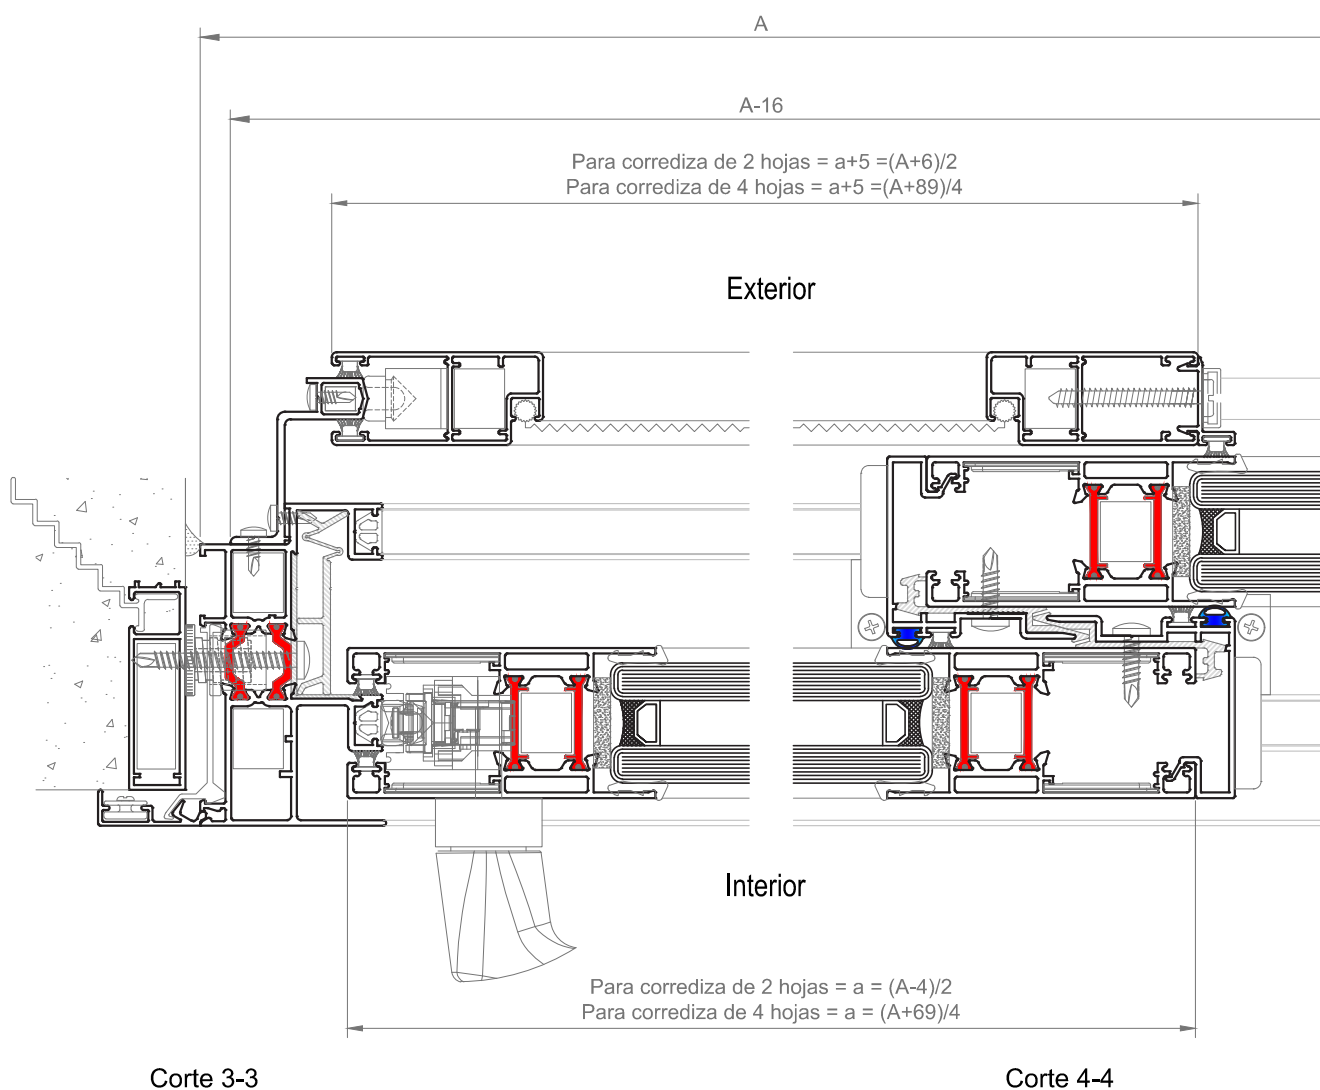 A
A-16
Para corrediza de 2 hojas = a+5 =(A+6)/2
Para corrediza de 4 hojas = a+5 =(A+89)/4
Exterior
Interior
Para corrediza de 2 hojas = a = (A-4)/2
Para corrediza de 4 hojas = a = (A+69)/4
Corte 3-3
Corte 4-4